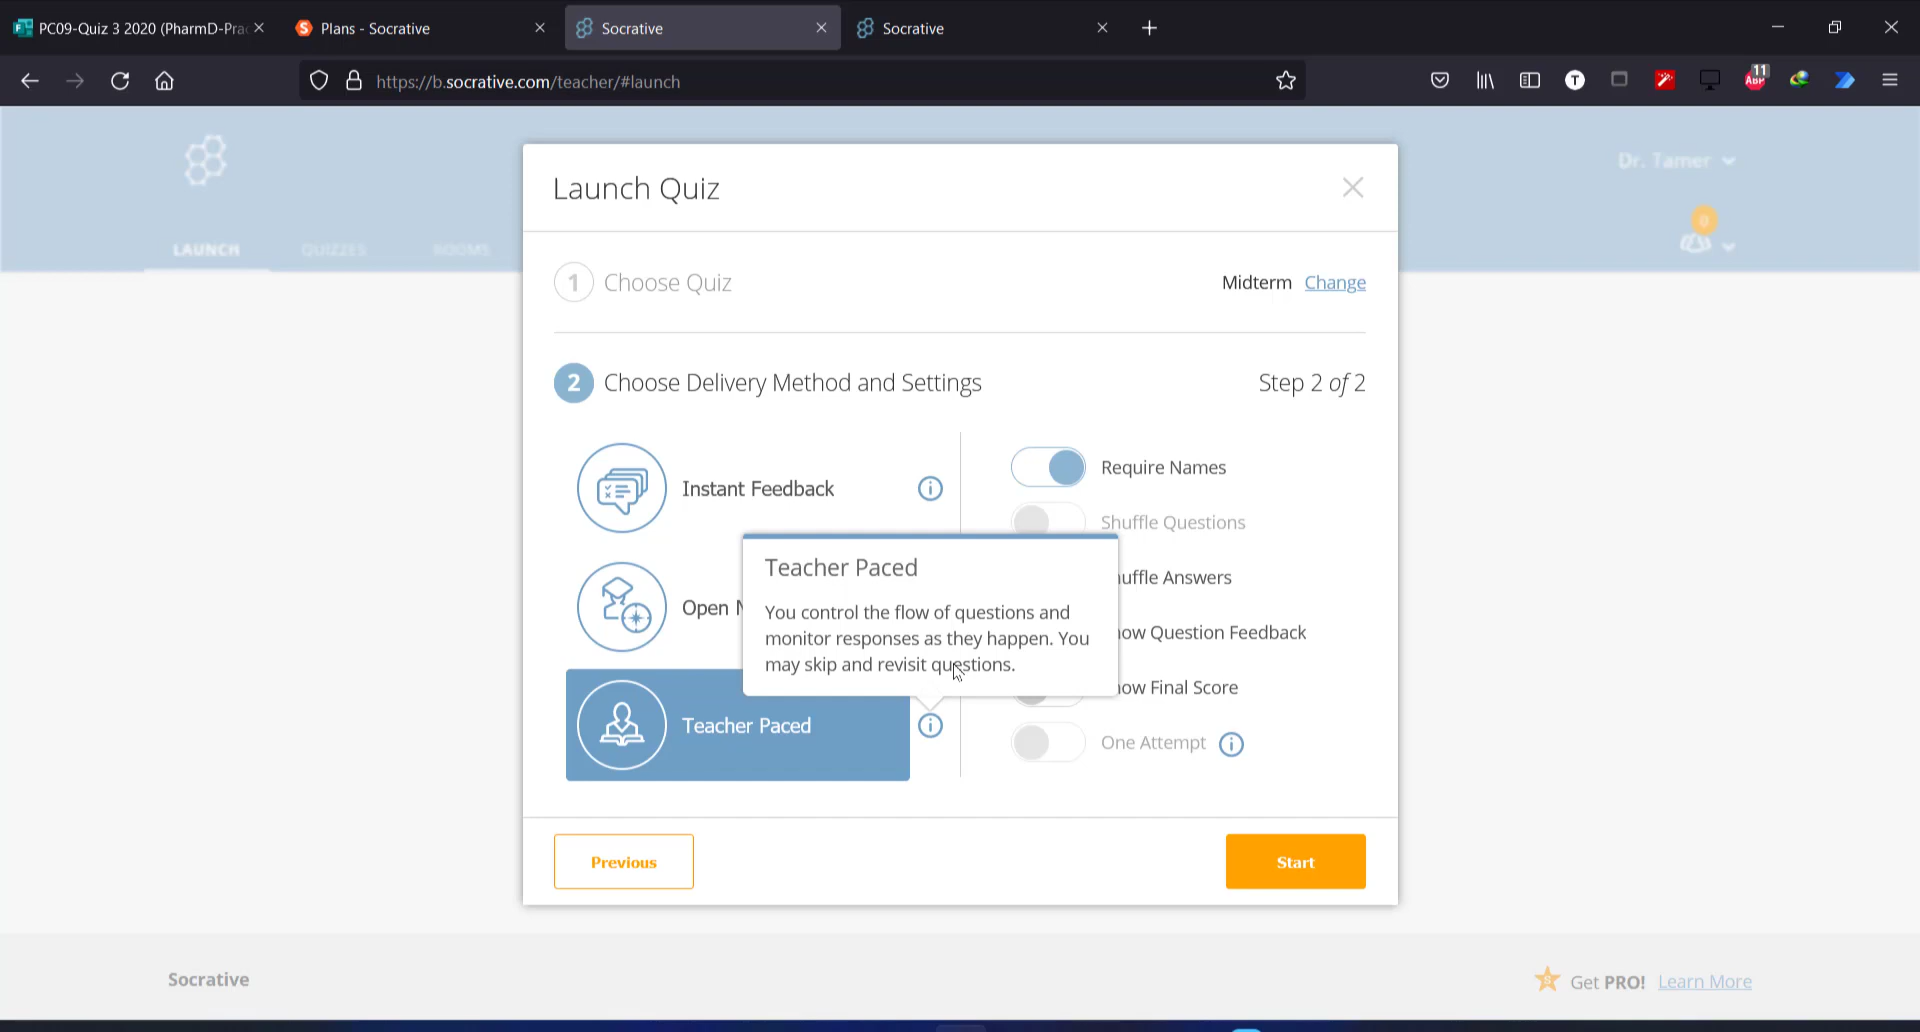 PC09-Quiz 3 2020 (PharmD-Pra
Plans - Socrative
Socrative
Socrative
https://b.socrative.com/teacher/#launch
T
11
ABP
Dr. Tamer
0
LAUNCH
QUIZZES
ROOMS
Launch Quiz
1 Choose Quiz
Midterm Change
2 Choose Delivery Method and Settings
Step 2 of 2
Instant Feedback
Open
Teacher Paced
Teacher Paced
You control the flow of questions and
monitor responses as they happen. You
may skip and revisit questions.
Require Names
Shuffle Questions
uffle Answers
ow Question Feedback
ow Final Score
One Attempt
Previous
Start
Socrative
Get PRO! Learn More